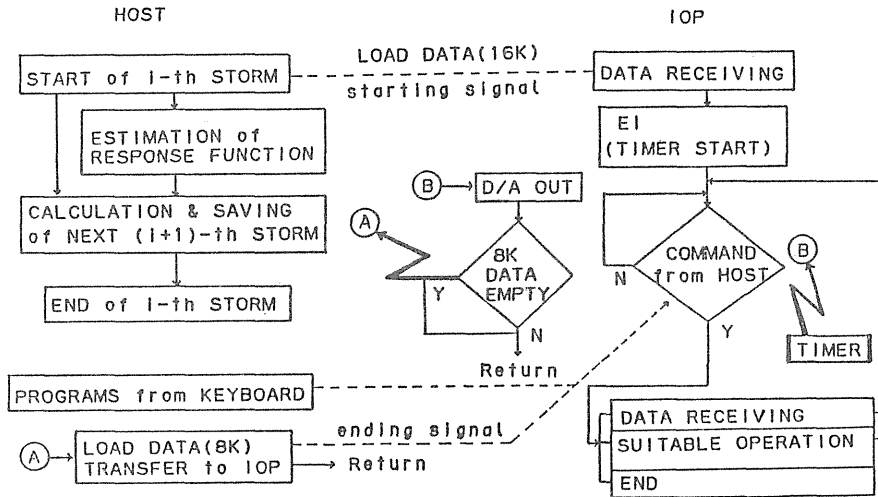 HOST
START of i-th STORM
ESTIMATION of
RESPONSE FUNCTION
CALCULATION & SAVING
of NEXT (i+1)-th STORM
END of i-th STORM
PROGRAMS from KEYBOARD
A
LOAD DATA(8K)
TRANSFER to IOP
Return
LOAD DATA(16K)
starting signal
B
D/A OUT
A
8K
DATA
EMPTY
Y
N
Return
ending signal
IOP
DATA RECEIVING
EI
(TIMER START)
COMMAND
from HOST
N
Y
B
TIMER
DATA RECEIVING
SUITABLE OPERATION
END